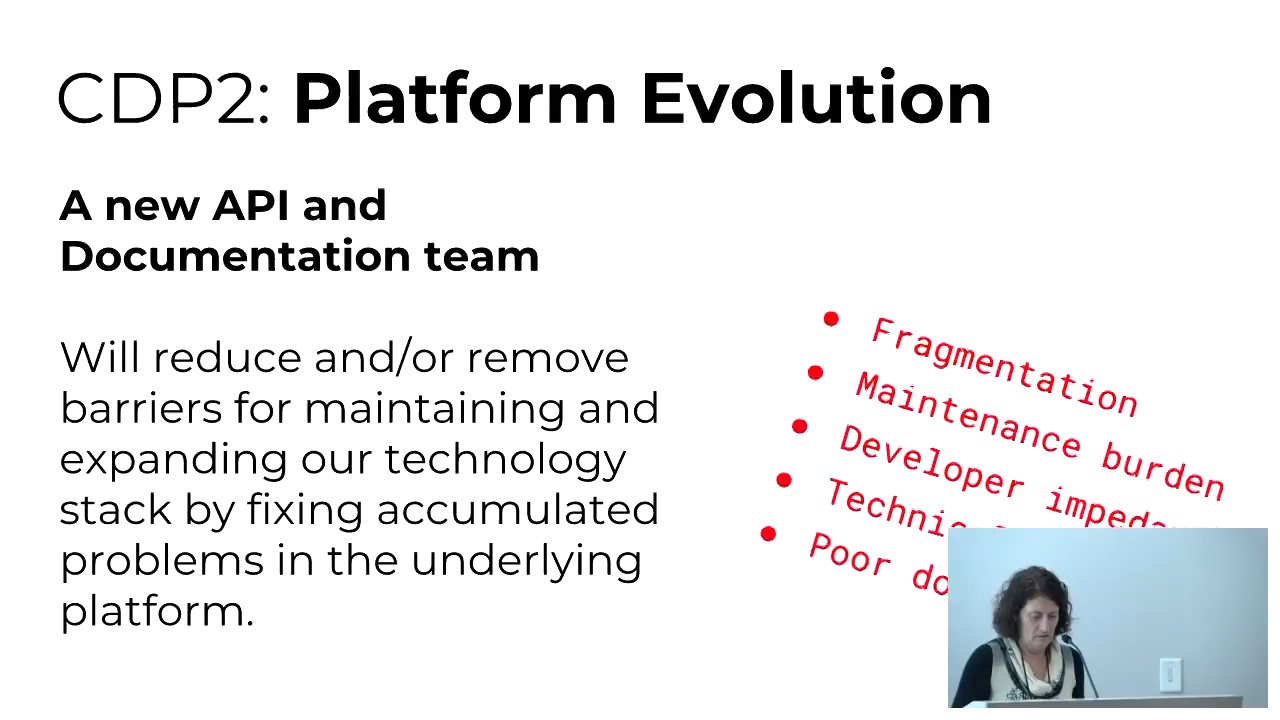 CDP2: Platform Evolution
A new API and
Documentation team
Will reduce and/or remove
barriers for maintaining and
expanding our technology
stack by fixing accumulated
problems in the underlying
platform.
Fragmentation
Maintenance burden
Developer
Poor